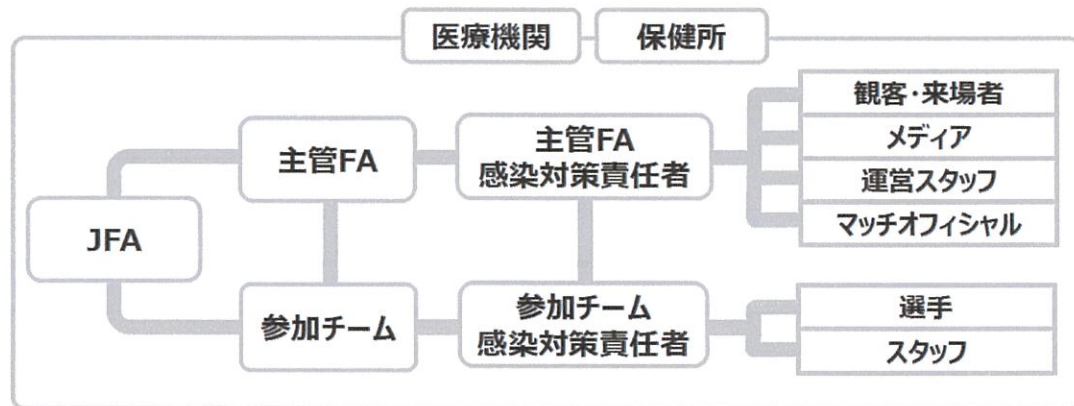 医療機関
保健所
JFA
主管FA
主管FA
感染対策責任者
観客・来場者
メディア
運営スタッフ
マッチオフィシャル
参加チーム
参加チーム
感染対策責任者
選手
スタッフ